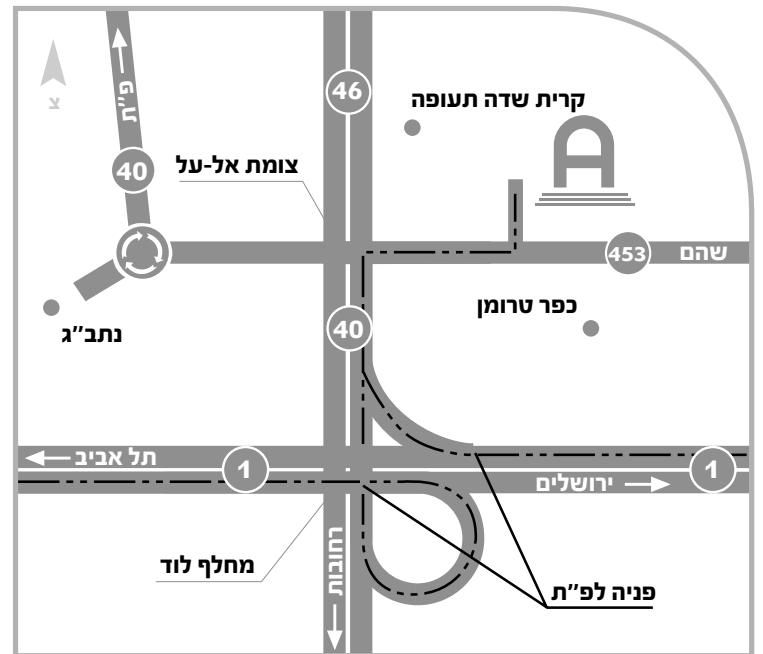 פ״ת
צ
46
קרית שדה תעופה
40
צומת אל-על
453
שהם
נתב״ג
40
כפר טרומן
תל אביב
1
1
ירושלים
מחלף לוד
רחובות
פניה לפ״ת